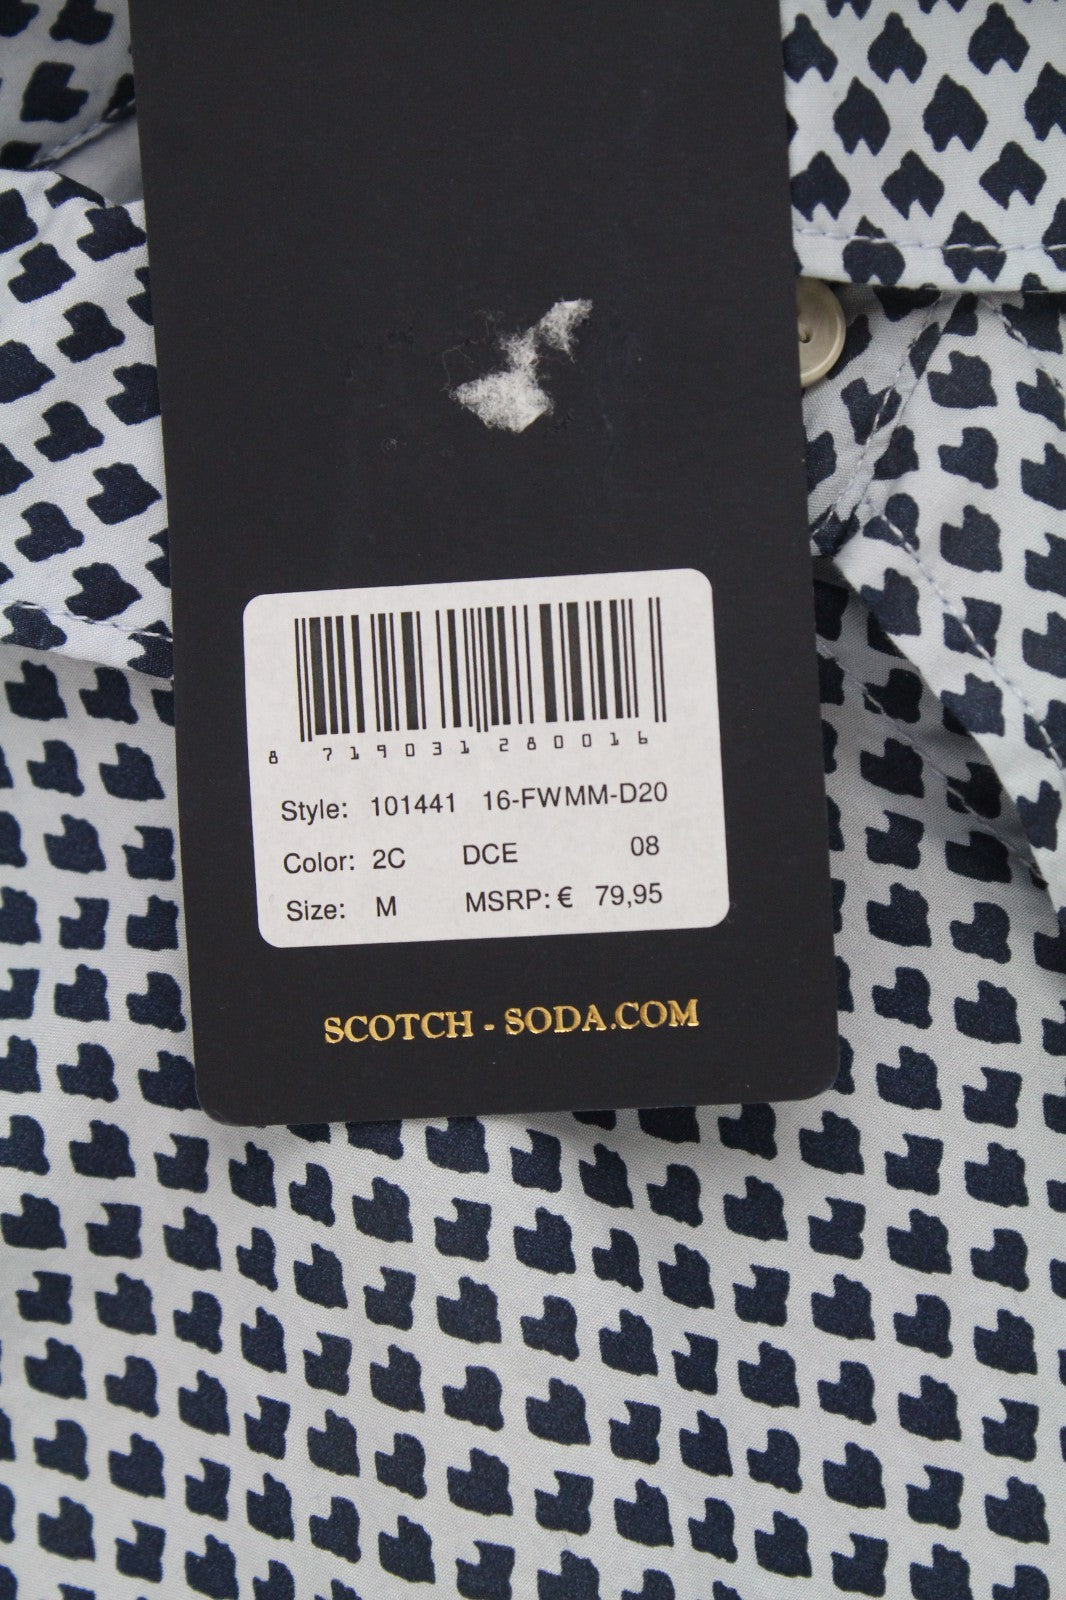 8 719031 280016
Style: 101441 16-FWMM-D20
Color: 2C DCE 08
Size: M MSRP: € 79,95
SCOTCH - SODA.COM